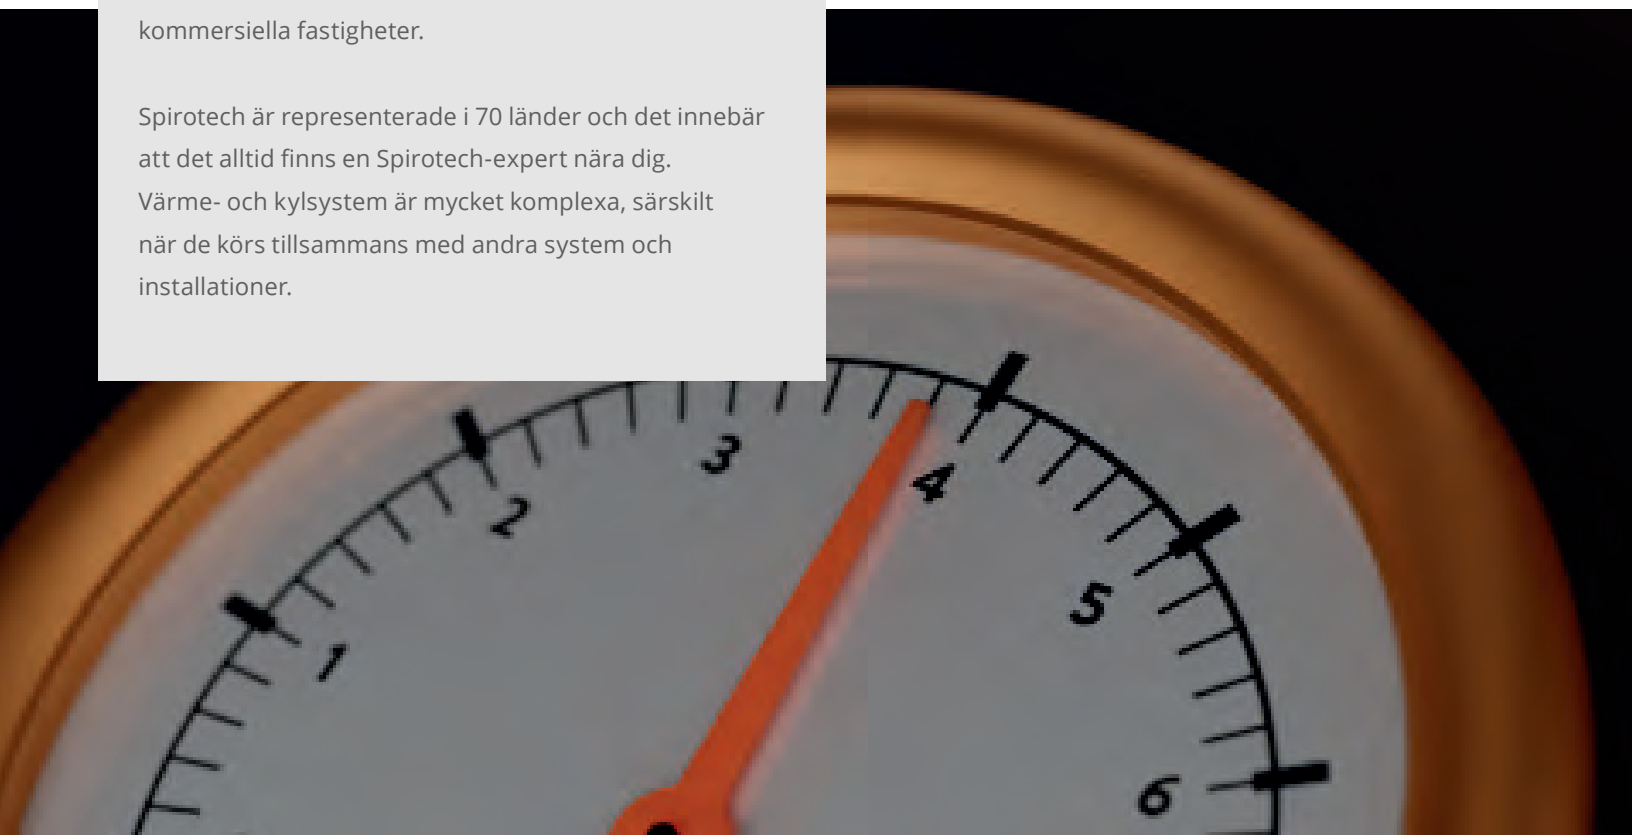 kommersiella fastigheter.
Spirotech är representerade i 70 länder och det innebär
att det alltid finns en Spirotech-expert nära dig.
Värme- och kylsystem är mycket komplexa, särskilt
när de körs tillsammans med andra system och
installationer.
3
4
2
5
1
6